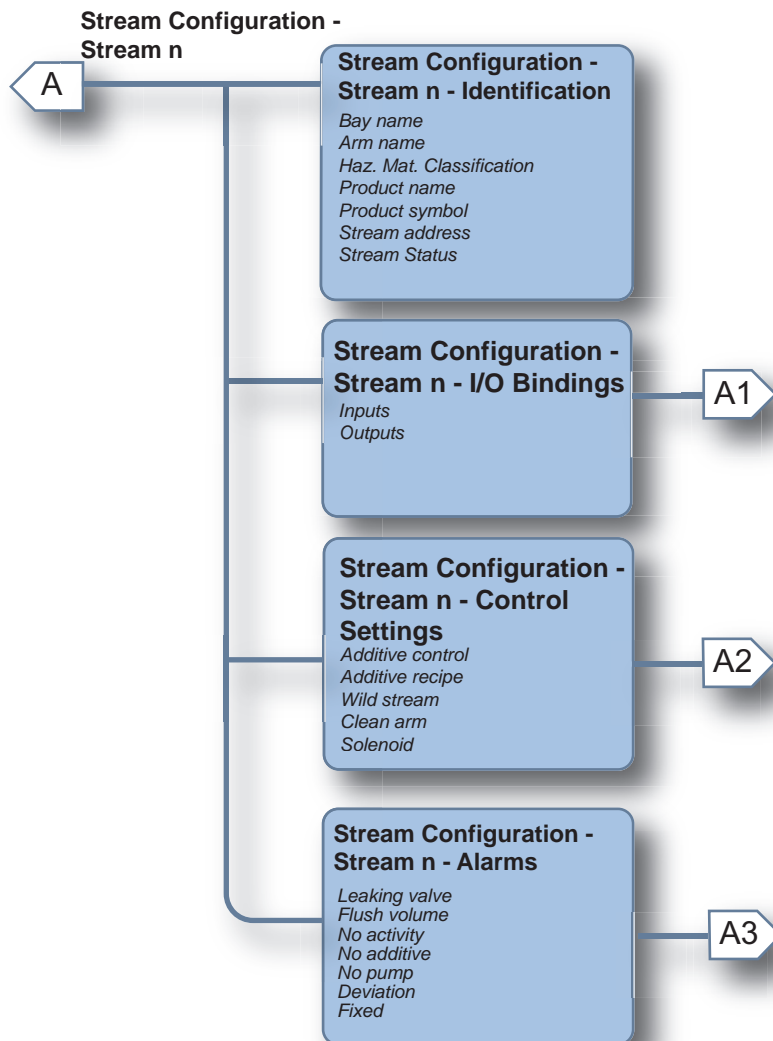 Stream Configuration -
Stream n
A
Stream Configuration -
Stream n - Identification
Bay name
Arm name
Haz. Mat. Classification
Product name
Product symbol
Stream address
Stream Status
Stream Configuration -
Stream n - I/O Bindings
Inputs
Outputs
A1
Stream Configuration -
Stream n - Control
Settings
Additive control
Additive recipe
Wild stream
Clean arm
Solenoid
A2
Stream Configuration -
Stream n - Alarms
Leaking valve
Flush volume
No activity
No additive
No pump
Deviation
Fixed
A3